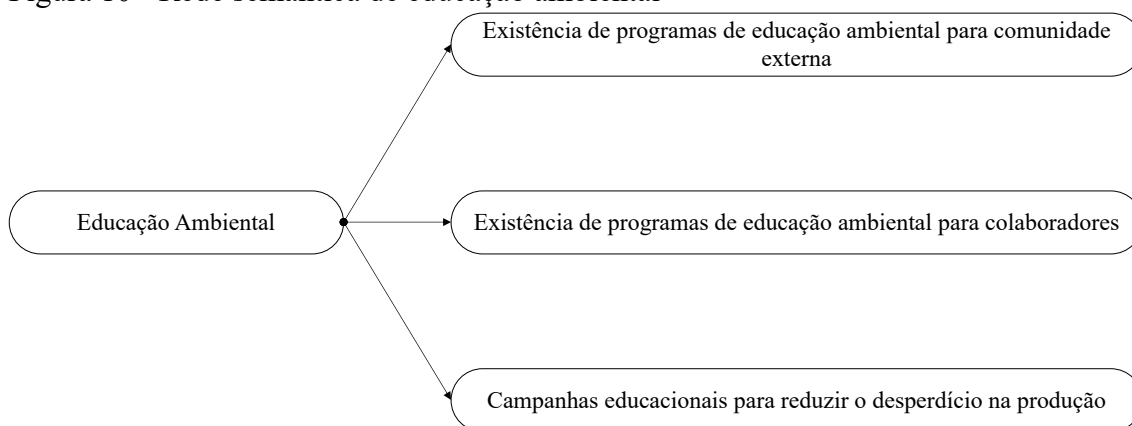 Existência de programas de educação ambiental para comunidade
externa
Educação Ambiental
Existência de programas de educação ambiental para colaboradores
Campanhas educacionais para reduzir o desperdício na produção